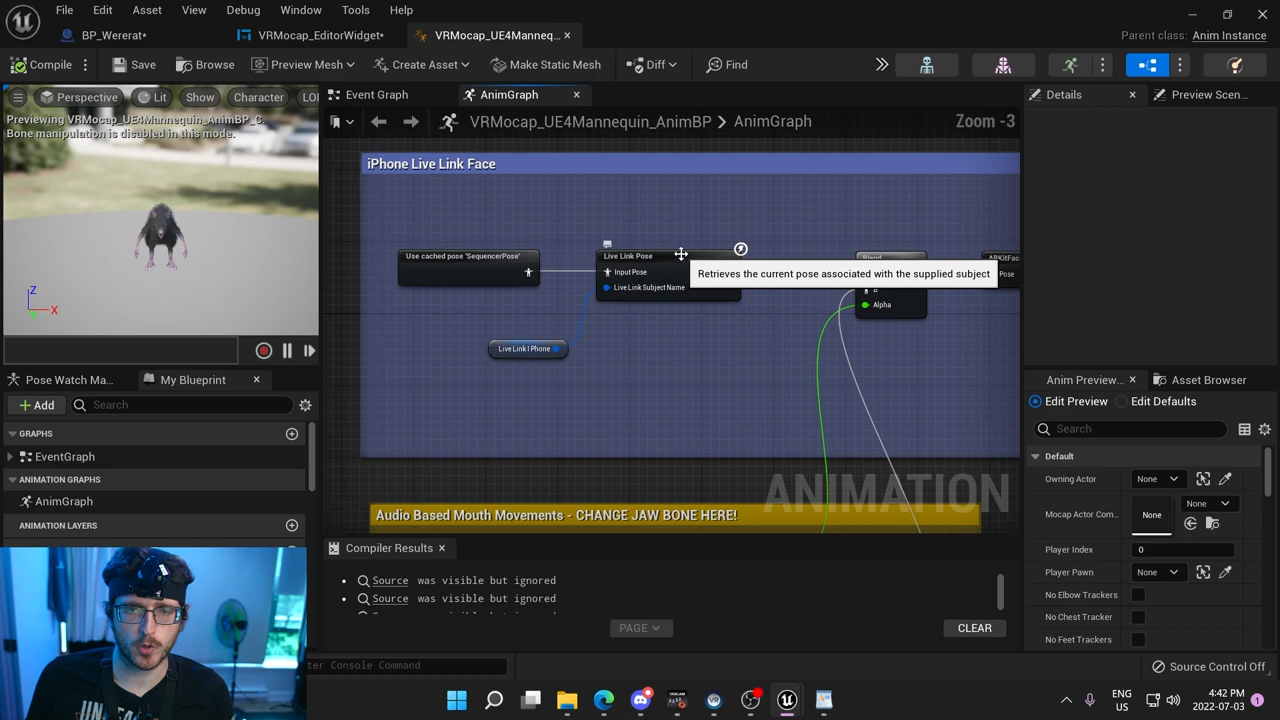 File Edit Asset View Debug Window Tools Help
BP_Wererat*
VRMocap_EditorWidget*
VRMocap_UE4Manneq...
Parent class: Anim Instance
Compile
Save
Browse
Preview Mesh
Create Asset
Make Static Mesh
Diff
Find
Perspective
Lit
Show
Character
LO
Previewing VRMocap_UE4Mannequin_AnimBP_C.
Bone manipulation is disabled in this mode.
Z
X
Event Graph
AnimGraph
Details
Preview Scen...
VRMocap_UE4Mannequin_AnimBP > AnimGraph
Zoom -3
iPhone Live Link Face
Use cached pose 'SequencerPose'
Live Link Pose
Input Pose
Live Link Subject Name
Live Link I Phone
Retrieves the current pose associated with the supplied subject
Blend
B
Alpha
ARKitFac
Pose
ANIMATION
Audio Based Mouth Movements - CHANGE JAW BONE HERE!
Pose Watch Ma...
My Blueprint
Add
Search
GRAPHS
EventGraph
ANIMATION GRAPHS
AnimGraph
ANIMATION LAYERS
Compiler Results
Source was visible but ignored
Source was visible but ignored
PAGE
CLEAR
Anim Preview...
Asset Browser
Edit Preview
Edit Defaults
Search
Default
Owning Actor
None
Mocap Actor Com...
None
None
Player Index
0
Player Pawn
None
No Elbow Trackers
No Chest Tracker
No Feet Trackers
ter Console Command
Source Control Off
TASCAM
ENG
US
4:42 PM
2022-07-03
1